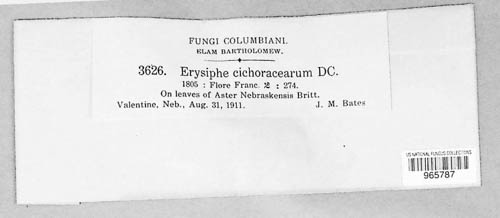 FUNGI COLUMBIANI.
ELAM BARTHOLOMEW.
3626. Erysiphe cichoracearum DC.
1805 : Flore Franc. 2 : 274.
On leaves of Aster Nebraskensis Britt.
Valentine, Neb., Aug. 31, 1911. J. M. Bates
US NATIONAL FUNGUS COLLECTIONS
965787